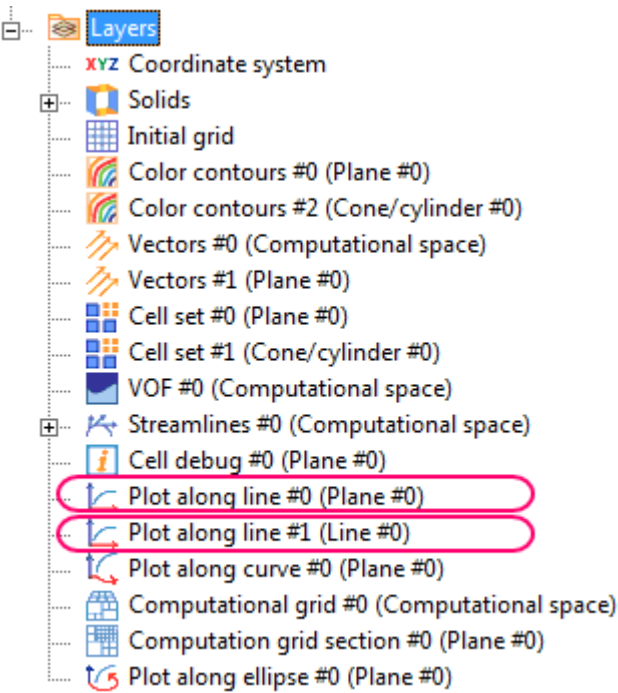 Layers
XYZ Coordinate system
Solids
Initial grid
Color contours #0 (Plane #0)
Color contours #2 (Cone/cylinder #0)
Vectors #0 (Computational space)
Vectors #1 (Plane #0)
Cell set #0 (Plane #0)
Cell set #1 (Cone/cylinder #0)
VOF #0 (Computational space)
Streamlines #0 (Computational space)
i Cell debug #0 (Plane #0)
Plot along line #0 (Plane #0)
Plot along line #1 (Line #0)
Plot along curve #0 (Plane #0)
Computational grid #0 (Computational space)
Computation grid section #0 (Plane #0)
Plot along ellipse #0 (Plane #0)